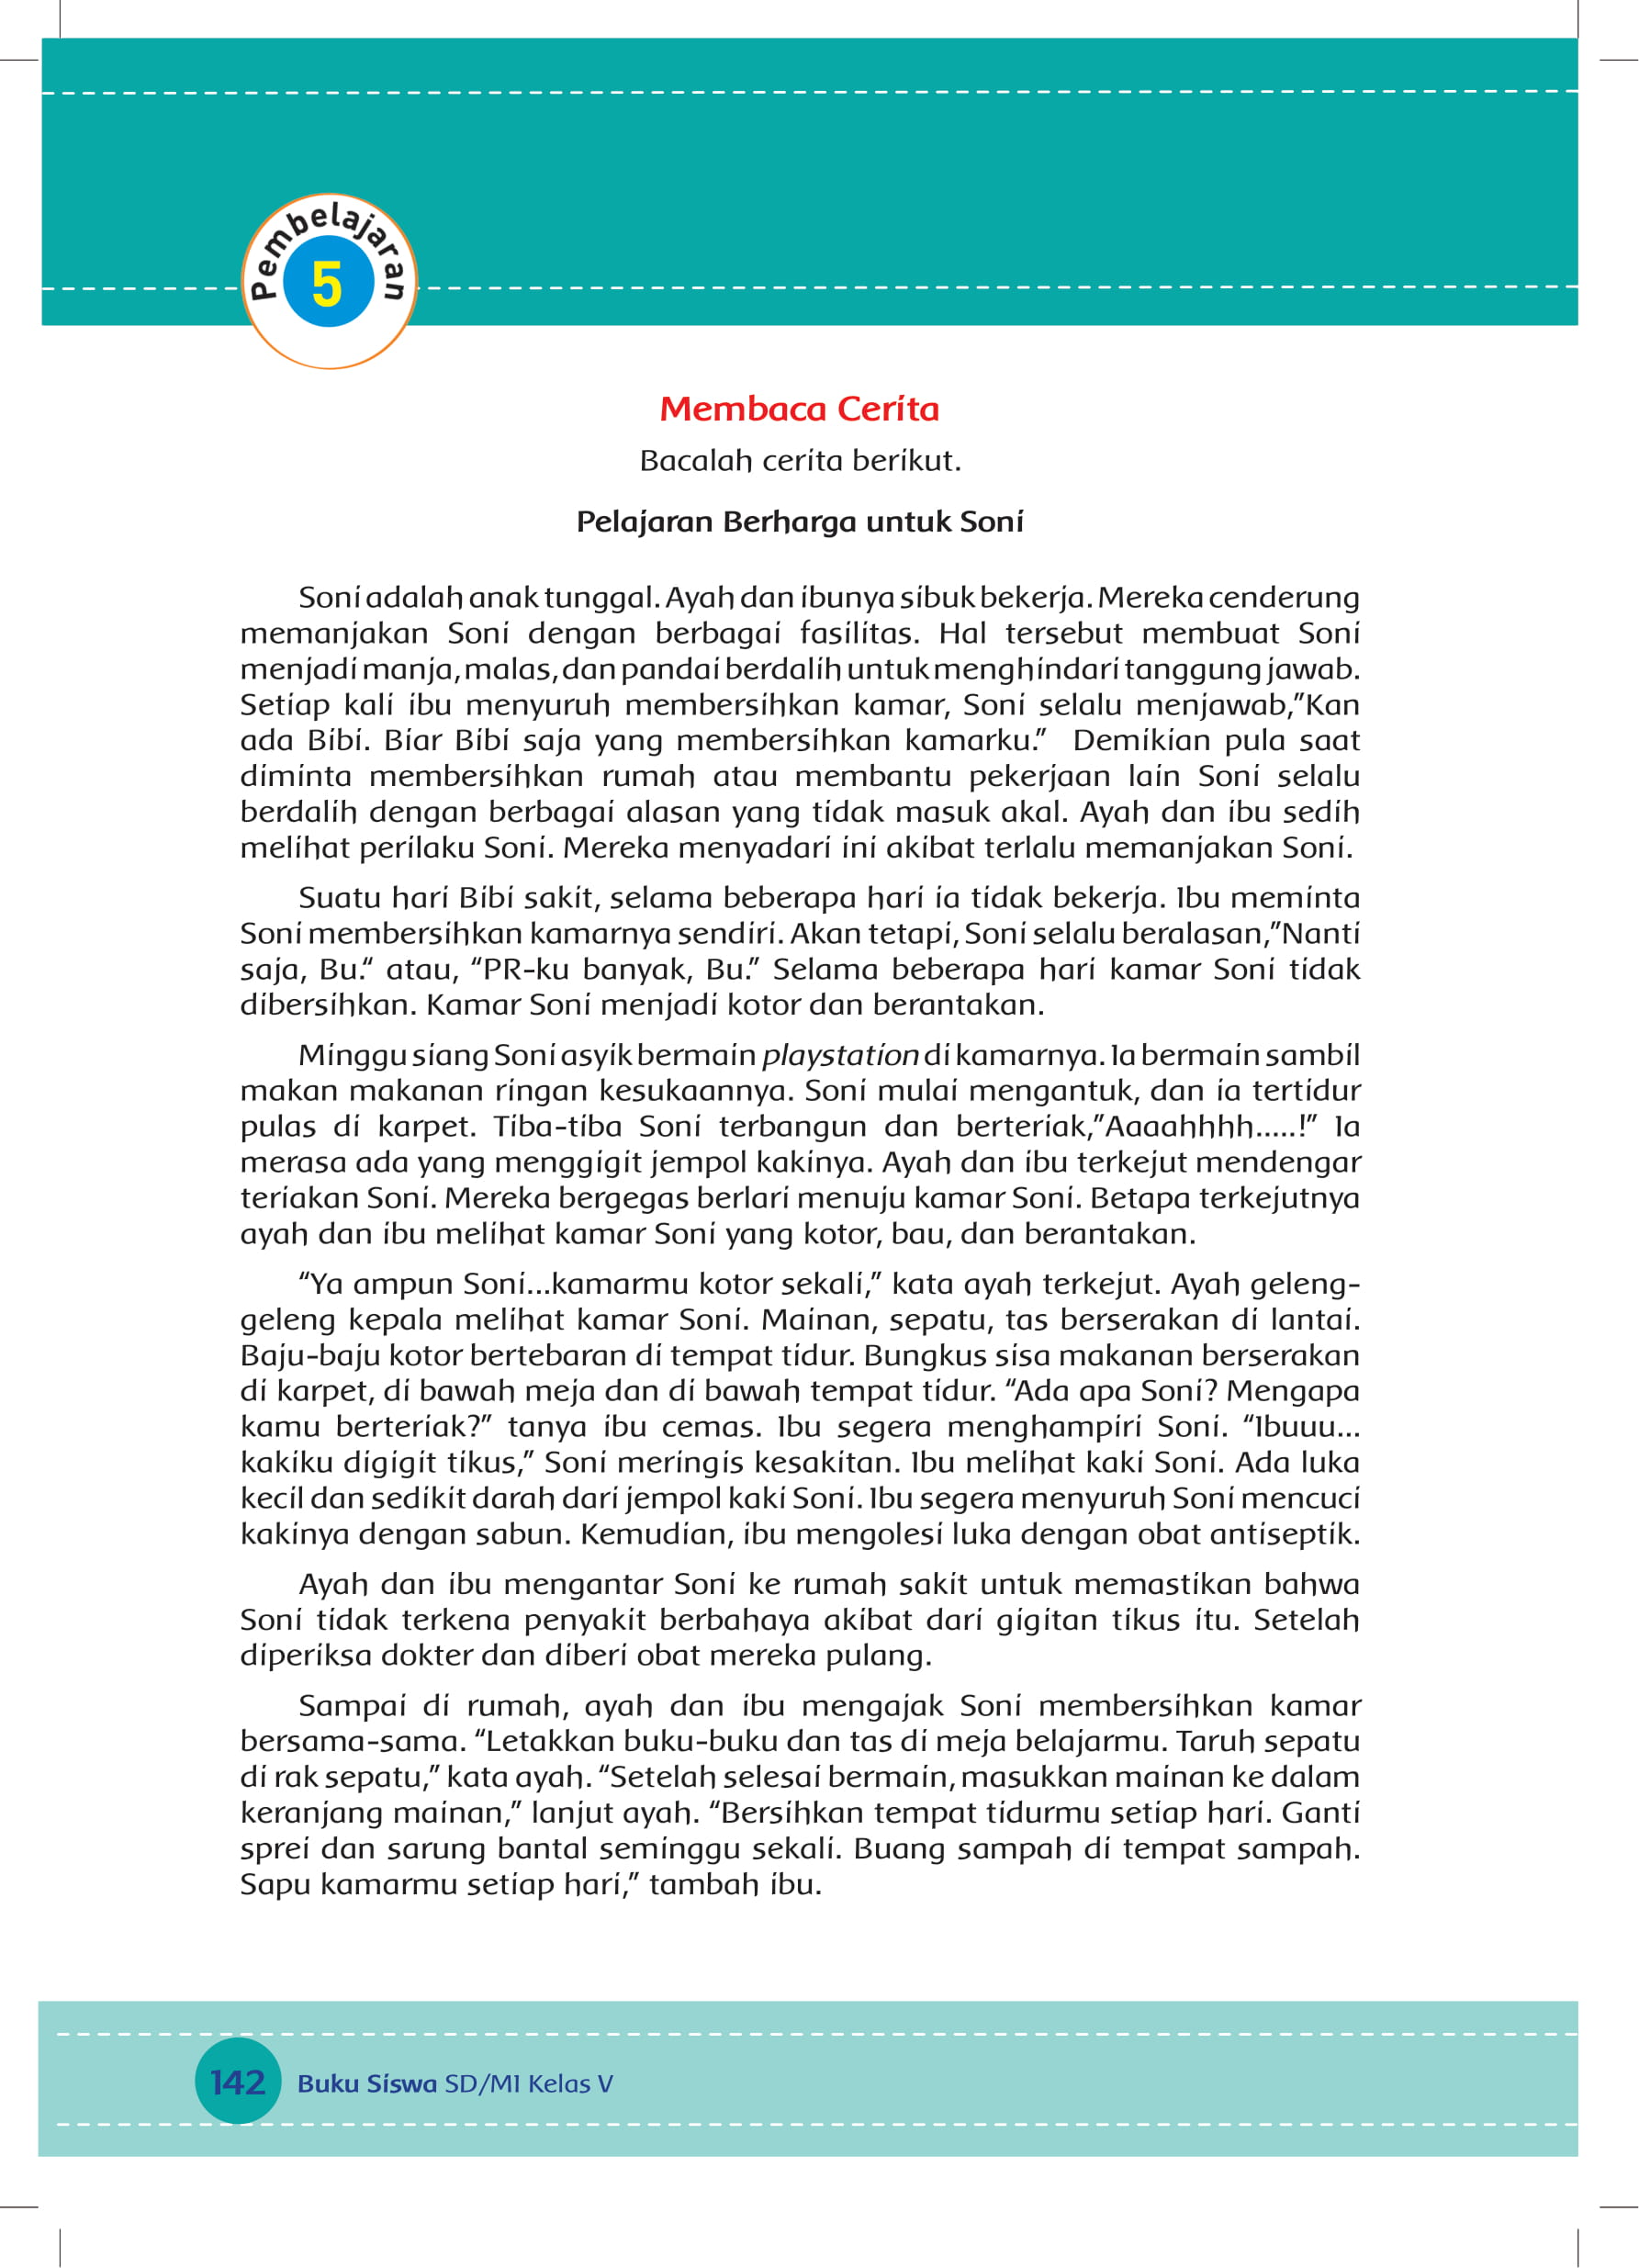 Pembelajaran
5
Membaca Cerita
Bacalah cerita berikut.
Pelajaran Berharga untuk Soni
Soni adalah anak tunggal. Ayah dan ibunya sibuk bekerja. Mereka cenderung
memanjakan Soni dengan berbagai fasilitas. Hal tersebut membuat Soni
menjadi manja, malas, dan pandai berdalih untuk menghindari tanggung jawab.
Setiap kali ibu menyuruh membersihkan kamar, Soni selalu menjawab,”Kan
ada Bibi. Biar Bibi saja yang membersihkan kamarku.” Demikian pula saat
diminta membersihkan rumah atau membantu pekerjaan lain Soni selalu
berdalih dengan berbagai alasan yang tidak masuk akal. Ayah dan ibu sedih
melihat perilaku Soni. Mereka menyadari ini akibat terlalu memanjakan Soni.
Suatu hari Bibi sakit, selama beberapa hari ia tidak bekerja. Ibu meminta
Soni membersihkan kamarnya sendiri. Akan tetapi, Soni selalu beralasan,”Nanti
saja, Bu.“ atau, “PR-ku banyak, Bu.” Selama beberapa hari kamar Soni tidak
dibersihkan. Kamar Soni menjadi kotor dan berantakan.
Minggu siang Soni asyik bermain playstation di kamarnya. Ia bermain sambil
makan makanan ringan kesukaannya. Soni mulai mengantuk, dan ia tertidur
pulas di karpet. Tiba-tiba Soni terbangun dan berteriak,”Aaaahhhh.....!” Ia
merasa ada yang menggigit jempol kakinya. Ayah dan ibu terkejut mendengar
teriakan Soni. Mereka bergegas berlari menuju kamar Soni. Betapa terkejutnya
ayah dan ibu melihat kamar Soni yang kotor, bau, dan berantakan.
“Ya ampun Soni...kamarmu kotor sekali,” kata ayah terkejut. Ayah geleng-
geleng kepala melihat kamar Soni. Mainan, sepatu, tas berserakan di lantai.
Baju-baju kotor bertebaran di tempat tidur. Bungkus sisa makanan berserakan
di karpet, di bawah meja dan di bawah tempat tidur. “Ada apa Soni? Mengapa
kamu berteriak?” tanya ibu cemas. Ibu segera menghampiri Soni. “Ibuuu...
kakiku digigit tikus,” Soni meringis kesakitan. Ibu melihat kaki Soni. Ada luka
kecil dan sedikit darah dari jempol kaki Soni. Ibu segera menyuruh Soni mencuci
kakinya dengan sabun. Kemudian, ibu mengolesi luka dengan obat antiseptik.
Ayah dan ibu mengantar Soni ke rumah sakit untuk memastikan bahwa
Soni tidak terkena penyakit berbahaya akibat dari gigitan tikus itu. Setelah
diperiksa dokter dan diberi obat mereka pulang.
Sampai di rumah, ayah dan ibu mengajak Soni membersihkan kamar
bersama-sama. “Letakkan buku-buku dan tas di meja belajarmu. Taruh sepatu
di rak sepatu,” kata ayah. “Setelah selesai bermain, masukkan mainan ke dalam
keranjang mainan,” lanjut ayah. “Bersihkan tempat tidurmu setiap hari. Ganti
sprei dan sarung bantal seminggu sekali. Buang sampah di tempat sampah.
Sapu kamarmu setiap hari,” tambah ibu.
142 Buku Siswa SD/MI Kelas V